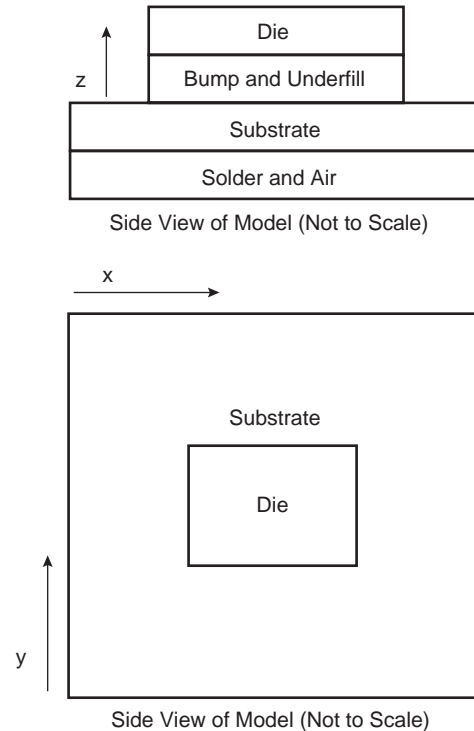 Die
z
Bump and Underfill
Substrate
Solder and Air
Side View of Model (Not to Scale)
x
Substrate
Die
y
Side View of Model (Not to Scale)